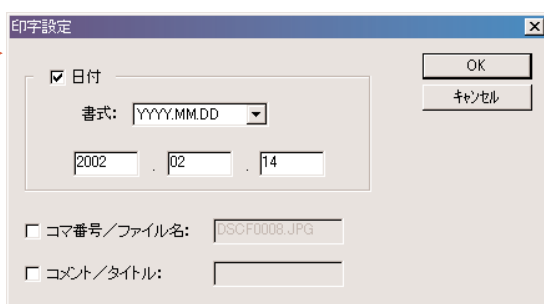 印字設定
日付
OK
キャンセル
書式: YYYY.MM.DD
2002 . 02 . 14
コマ番号／ファイル名: DSCF0008.JPG
コメント／タイトル: